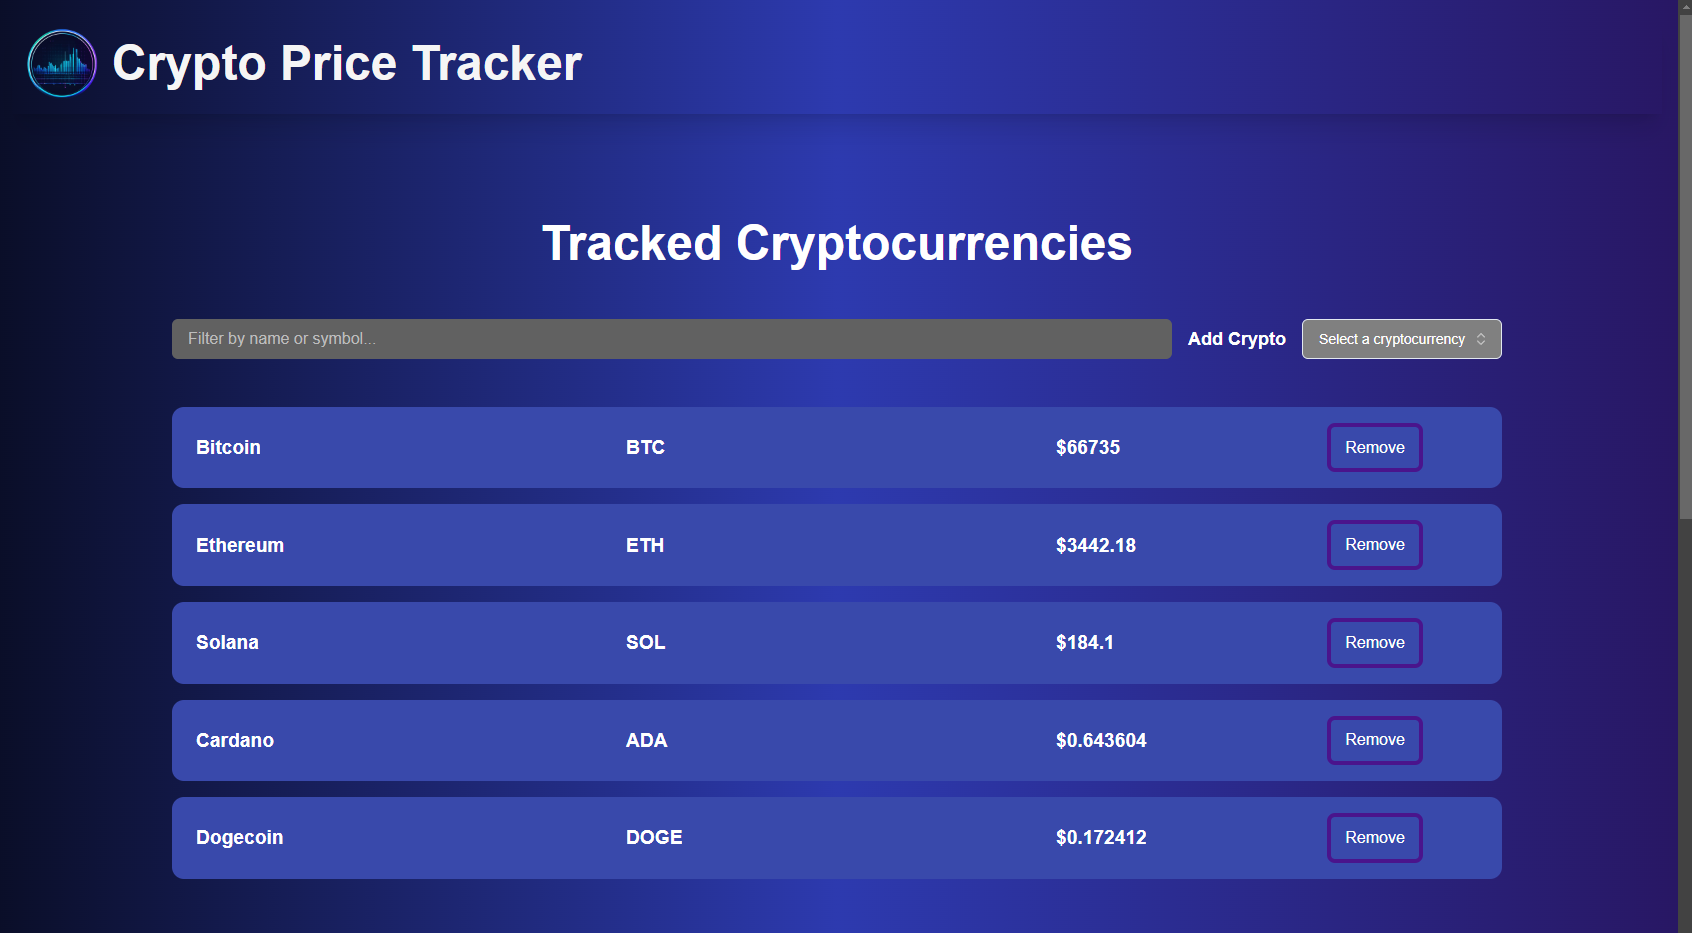 Crypto Price Tracker
Tracked Cryptocurrencies
Filter by name or symbol... Add Crypto Select a cryptocurrency
Bitcoin BTC $66735 Remove
Ethereum ETH $3442.18 Remove
Solana SOL $184.1 Remove
Cardano ADA $0.643604 Remove
Dogecoin DOGE $0.172412 Remove